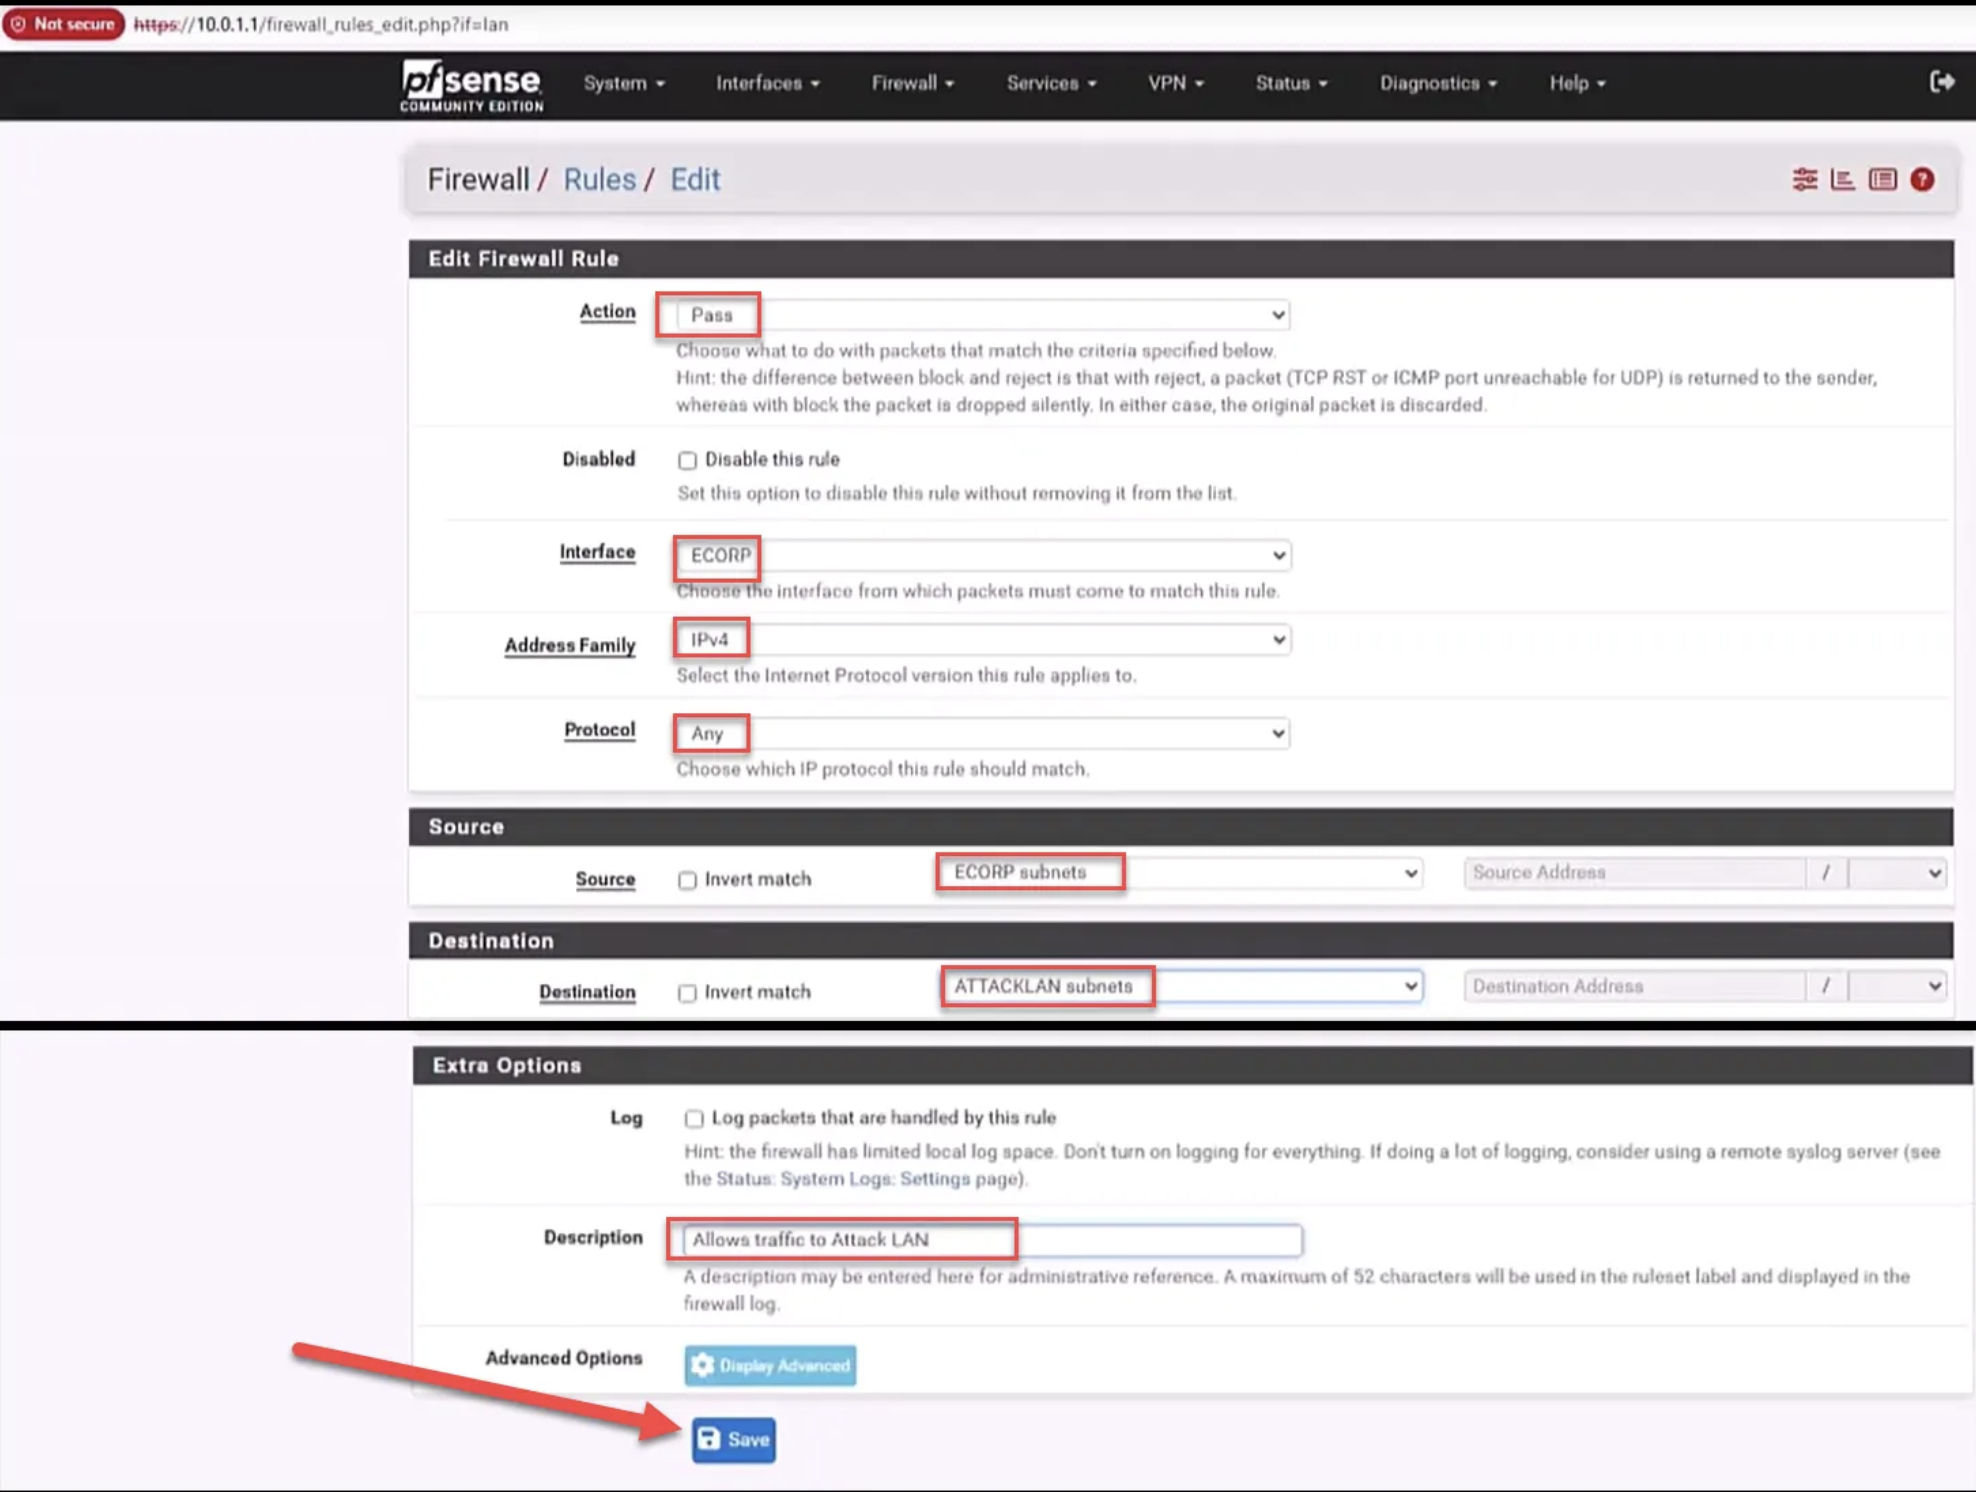 Not secure https://10.0.1.1/firewall_rules_edit.php?if=lan
pfsense System Interfaces Firewall Services VPN Status Diagnostics Help
COMMUNITY EDITION
Firewall / Rules / Edit
Edit Firewall Rule
Action Pass
Choose what to do with packets that match the criteria specified below.
Hint: the difference between block and reject is that with reject, a packet (TCP RST or ICMP port unreachable for UDP) is returned to the sender,
whereas with block the packet is dropped silently. In either case, the original packet is discarded.
Disabled Disable this rule
Set this option to disable this rule without removing it from the list.
Interface ECORP
Choose the interface from which packets must come to match this rule.
Address Family IPv4
Select the Internet Protocol version this rule applies to.
Protocol Any
Choose which IP protocol this rule should match.
Source
Source Invert match ECORP subnets Source Address /
Destination
Destination Invert match ATTACKLAN subnets Destination Address /
Extra Options
Log Log packets that are handled by this rule
Hint: the firewall has limited local log space. Don't turn on logging for everything. If doing a lot of logging, consider using a remote syslog server (see
the Status: System Logs: Settings page).
Description Allows traffic to Attack LAN
A description may be entered here for administrative reference. A maximum of 52 characters will be used in the ruleset label and displayed in the
firewall log.
Advanced Options Display Advanced
Save